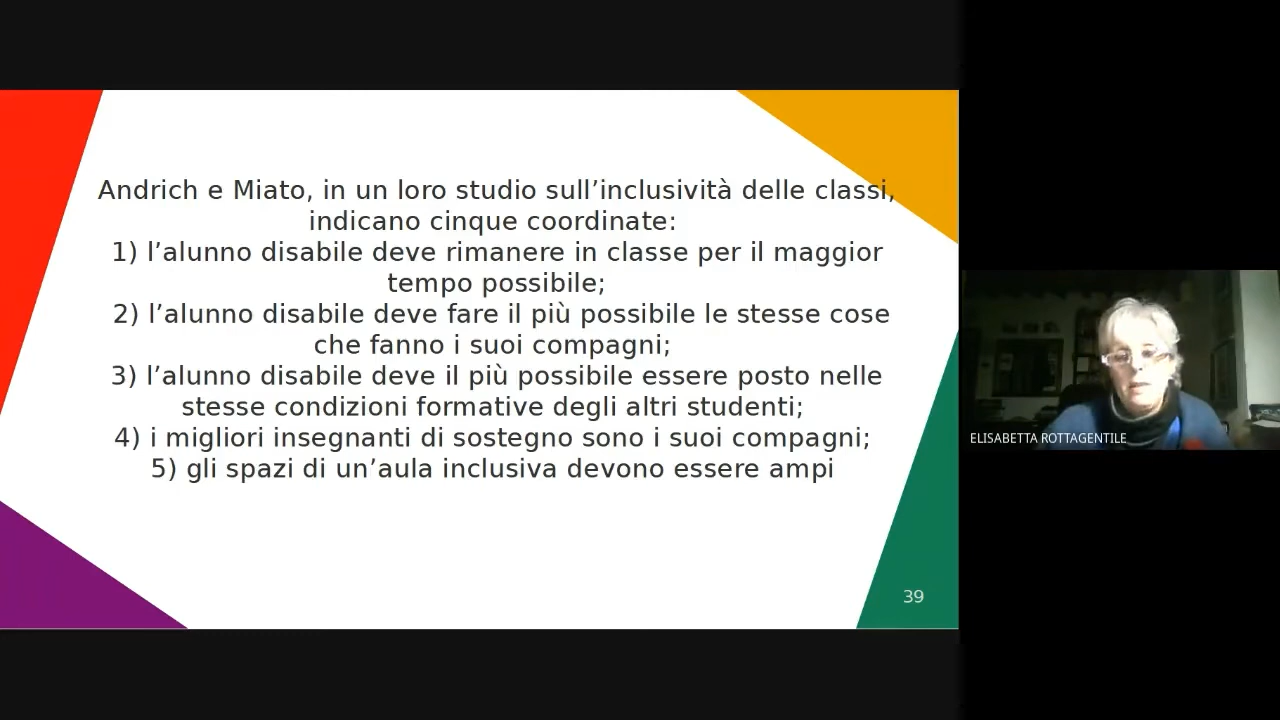 Andrich e Miato, in un loro studio sull’inclusività delle classi,
indicano cinque coordinate:
1) l’alunno disabile deve rimanere in classe per il maggior
tempo possibile;
2) l’alunno disabile deve fare il più possibile le stesse cose
che fanno i suoi compagni;
3) l’alunno disabile deve il più possibile essere posto nelle
stesse condizioni formative degli altri studenti;
4) i migliori insegnanti di sostegno sono i suoi compagni;
5) gli spazi di un’aula inclusiva devono essere ampi
39
ELISABETTA ROTTAGENTILE